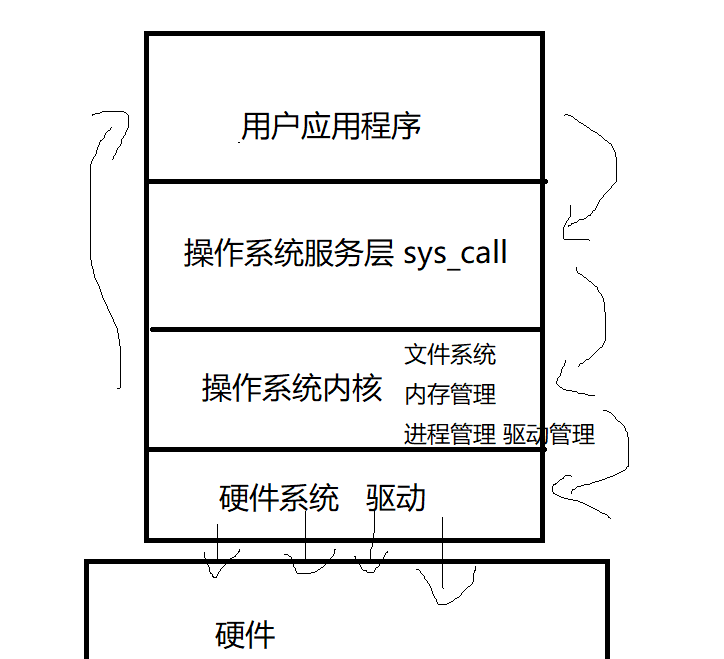 用户应用程序
操作系统服务层 sys_call
操作系统内核
文件系统
内存管理
进程管理 驱动管理
硬件系统 驱动
硬件